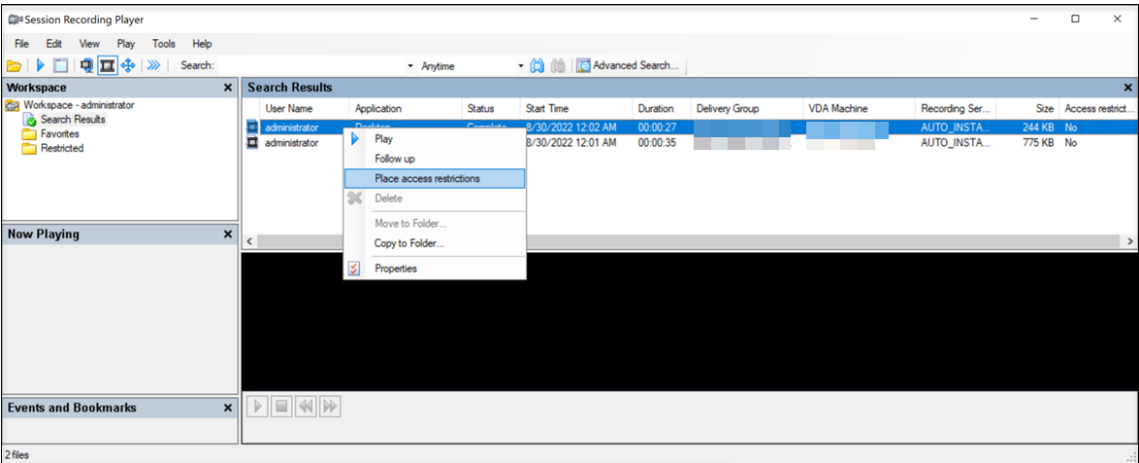 Session Recording Player
File Edit View Play Tools Help
Search: Anytime Advanced Search...
Workspace
Workspace - administrator
Search Results
Favorites
Restricted
Search Results
User Name Application Status Start Time Duration Delivery Group VDA Machine Recording Ser... Size Access restrict...
administrator Desktop Complete 8/30/2022 12:02 AM 00:00:27 AUTO_INSTA... 244 KB No
administrator 8/30/2022 12:01 AM 00:00:35 AUTO_INSTA... 775 KB No
Play
Follow up
Place access restrictions
Delete
Move to Folder...
Copy to Folder...
Properties
Now Playing
Events and Bookmarks
2 files